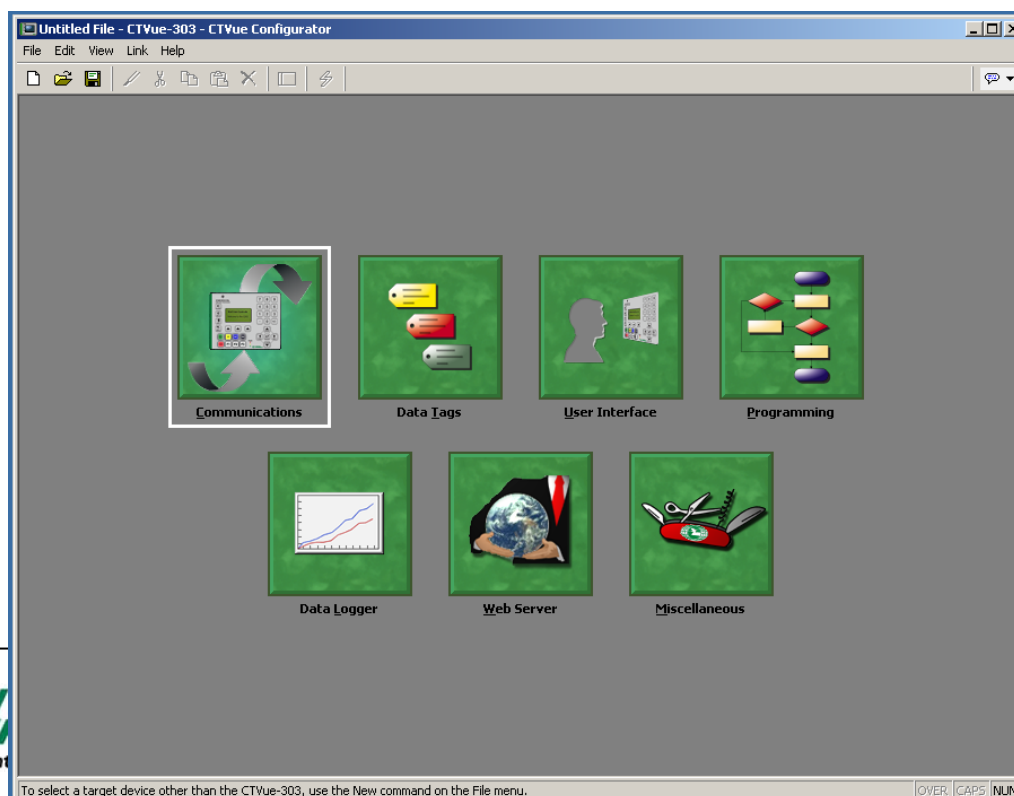 Untitled File - CTVue-303 - CTVue Configurator
File Edit View Link Help
Communications Data Tags User Interface Programming
Data Logger Web Server Miscellaneous
To select a target device other than the CTVue-303, use the New command on the File menu. OVER CAPS NUM